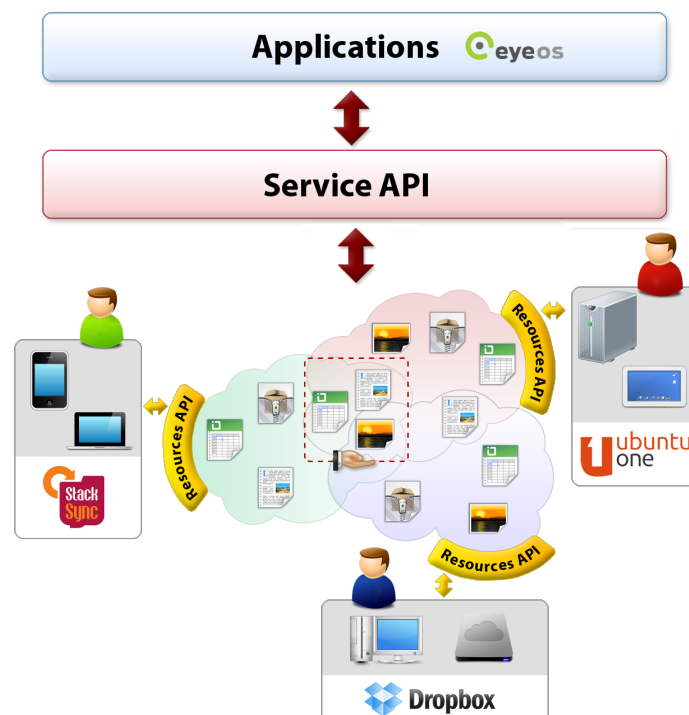 Applications eyeos
Service API
Resources API
ubuntu
one
Resources API
Stack
Sync
Resources API
Dropbox